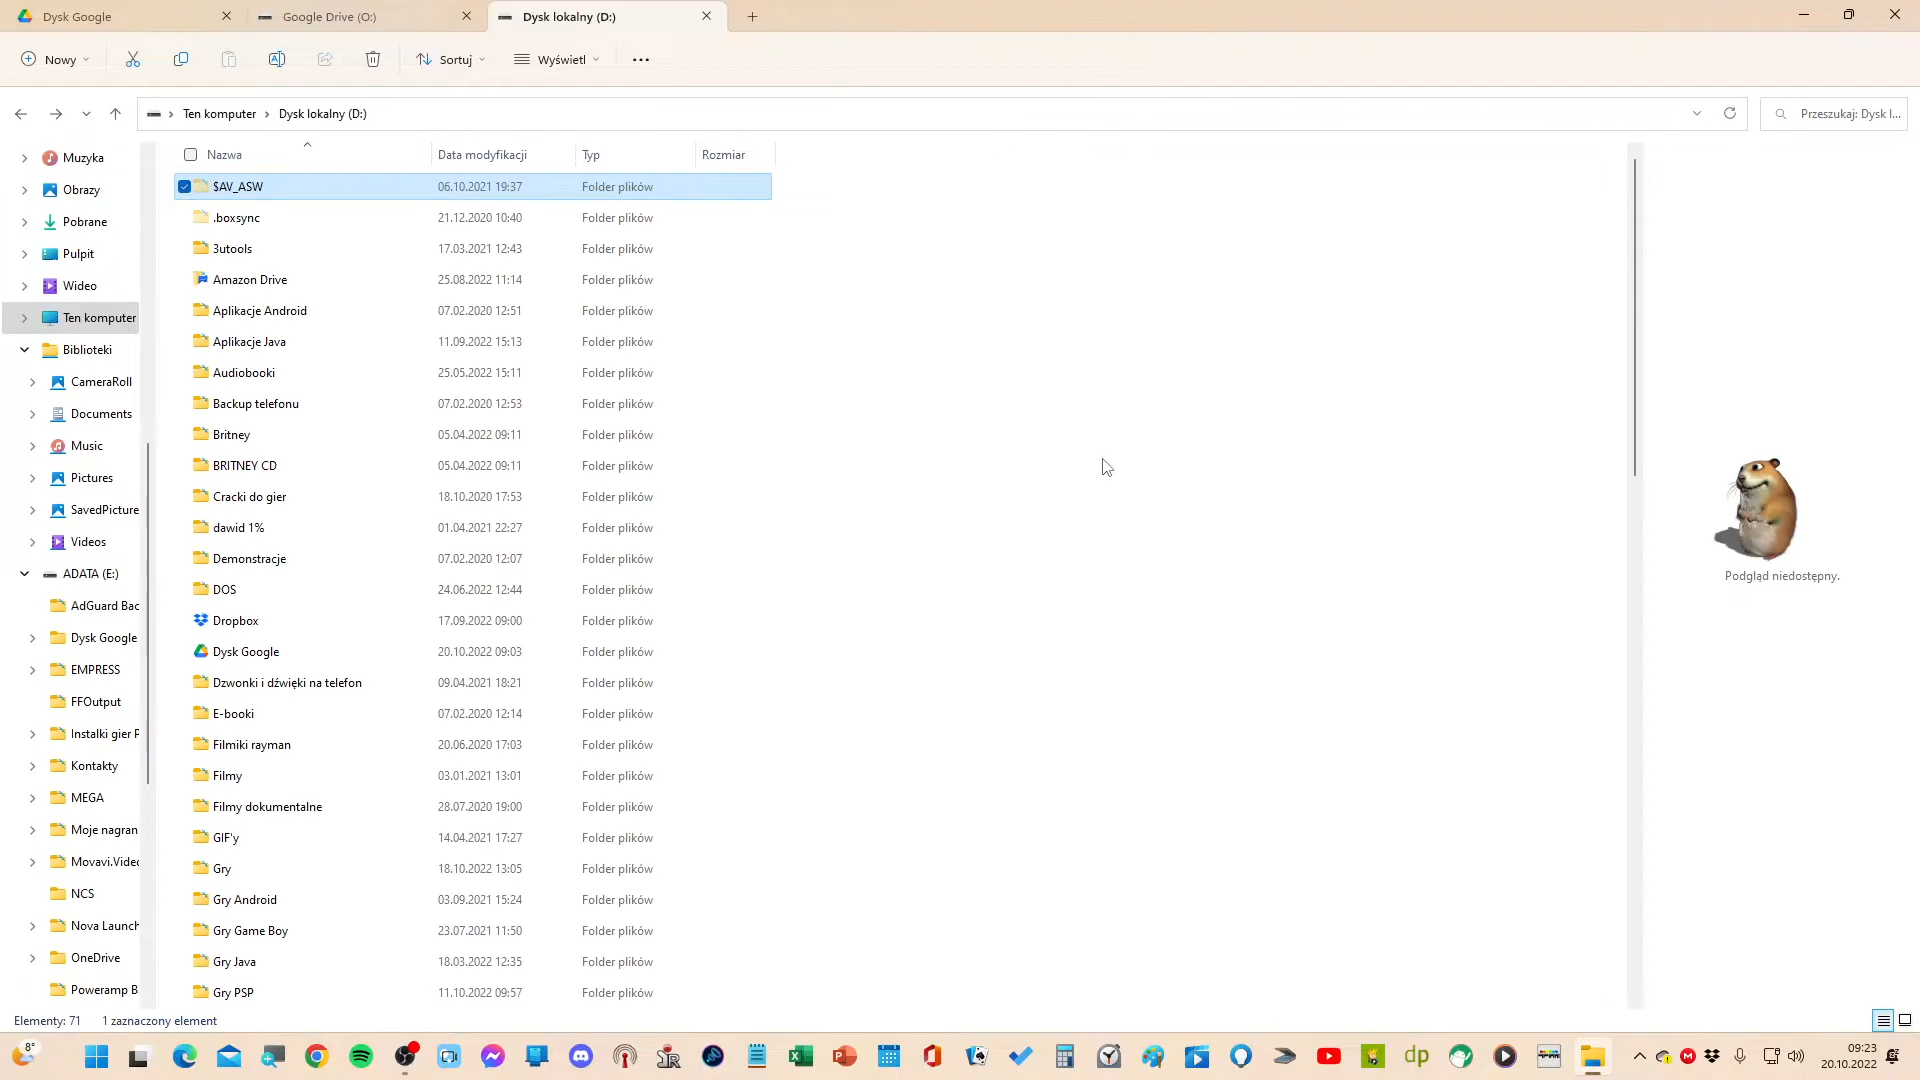 Dysk Google
Google Drive (O:)
Dysk lokalny (D:)
Nowy
Sortuj
Wyświetl
Ten komputer
Dysk lokalny (D:)
Przeszukaj: Dysk l...
Muzyka
Obrazy
Pobrane
Pulpit
Wideo
Ten komputer
Biblioteki
CameraRoll
Documents
Music
Pictures
SavedPicture
Videos
ADATA (E:)
AdGuard Bac
Dysk Google
EMPRESS
FFOutput
Instalki gier P
Kontakty
MEGA
Moje nagran
Movavi.Video
NCS
Nova Launch
OneDrive
Poweramp B
Nazwa Data modyfikacji Typ Rozmiar
$AV_ASW 06.10.2021 19:37 Folder plików
.boxsync 21.12.2020 10:40 Folder plików
3utools 17.03.2021 12:43 Folder plików
Amazon Drive 25.08.2022 11:14 Folder plików
Aplikacje Android 07.02.2020 12:51 Folder plików
Aplikacje Java 11.09.2022 15:13 Folder plików
Audiobooki 25.05.2022 15:11 Folder plików
Backup telefonu 07.02.2020 12:53 Folder plików
Britney 05.04.2022 09:11 Folder plików
BRITNEY CD 05.04.2022 09:11 Folder plików
Cracki do gier 18.10.2020 17:53 Folder plików
dawid 1% 01.04.2021 22:27 Folder plików
Demonstracje 07.02.2020 12:07 Folder plików
DOS 24.06.2022 12:44 Folder plików
Dropbox 17.09.2022 09:00 Folder plików
Dysk Google 20.10.2022 09:03 Folder plików
Dzwonki i dźwięki na telefon 09.04.2021 18:21 Folder plików
E-booki 07.02.2020 12:14 Folder plików
Filmiki rayman 20.06.2020 17:03 Folder plików
Filmy 03.01.2021 13:01 Folder plików
Filmy dokumentalne 28.07.2020 19:00 Folder plików
GIF'y 14.04.2021 17:27 Folder plików
Gry 18.10.2022 13:05 Folder plików
Gry Android 03.09.2021 15:24 Folder plików
Gry Game Boy 23.07.2021 11:50 Folder plików
Gry Java 18.03.2022 12:35 Folder plików
Gry PSP 11.10.2022 09:57 Folder plików
Podgląd niedostępny.
Elementy: 71 1 zaznaczony element
8°
dp
09:23
20.10.2022